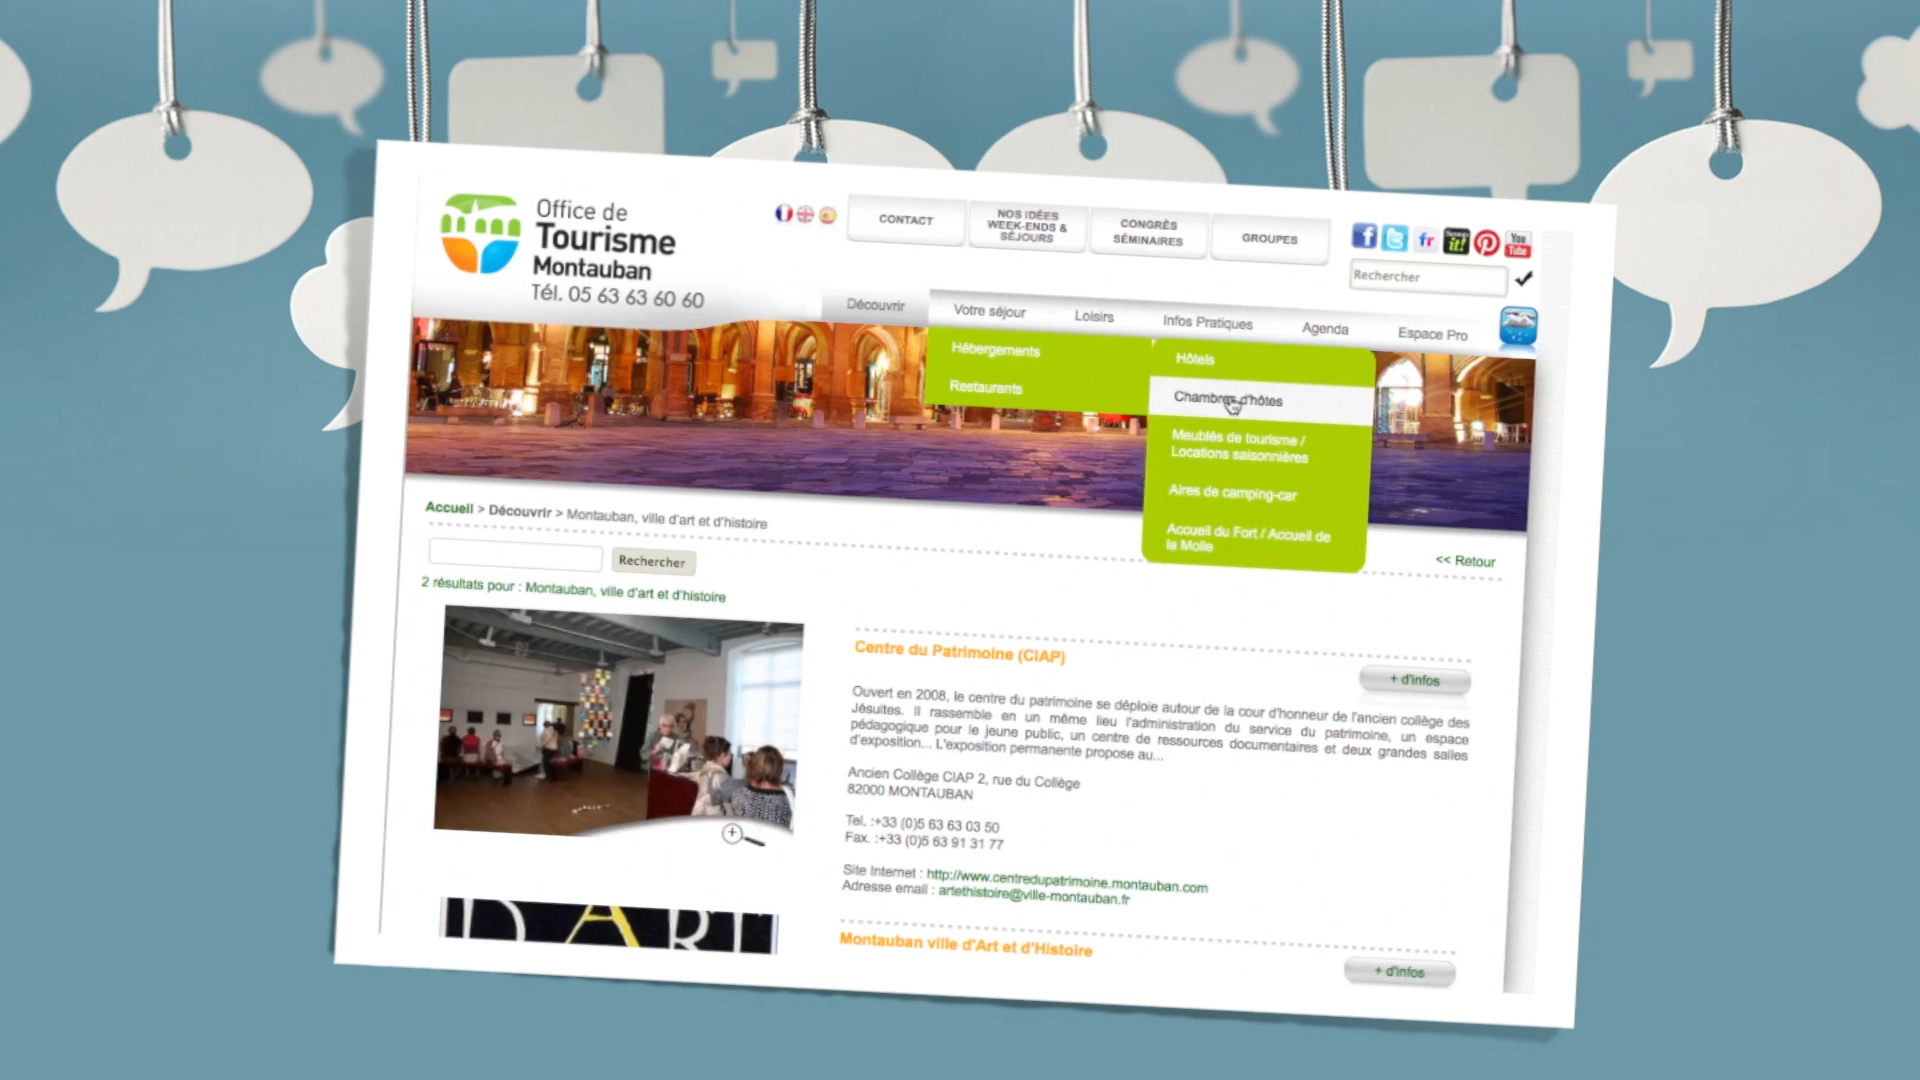 Office de
Tourisme
Montauban
Tél. 05 63 63 60 60
CONTACT
NOS IDÉES
WEEK-ENDS &
SÉJOURS
CONGRÈS
SÉMINAIRES
GROUPES
f
fr
it!
You
Tube
Rechercher
Découvrir
Votre séjour
Loisirs
Infos Pratiques
Agenda
Espace Pro
Hébergements
Restaurants
Hôtels
Chambres d'hôtes
Meublés de tourisme /
Locations saisonnières
Aires de camping-car
Accueil du Fort / Accueil de
la Molle
Accueil > Découvrir > Montauban, ville d'art et d'histoire
<< Retour
Rechercher
2 résultats pour : Montauban, ville d'art et d'histoire
Centre du Patrimoine (CIAP)
+ d'infos
Ouvert en 2008, le centre du patrimoine se déploie autour de la cour d'honneur de l'ancien collège des
Jésuites. Il rassemble en un même lieu l'administration du service du patrimoine, un espace
pédagogique pour le jeune public, un centre de ressources documentaires et deux grandes salles
d'exposition... L'exposition permanente propose au...
Ancien Collège CIAP 2, rue du Collège
82000 MONTAUBAN
Tel. :+33 (0)5 63 63 03 50
Fax. :+33 (0)5 63 91 31 77
Site Internet : http://www.centredupatrimoine.montauban.com
Adresse email : artethistoire@ville-montauban.fr
D'ART
Montauban ville d'Art et d'Histoire
+ d'infos